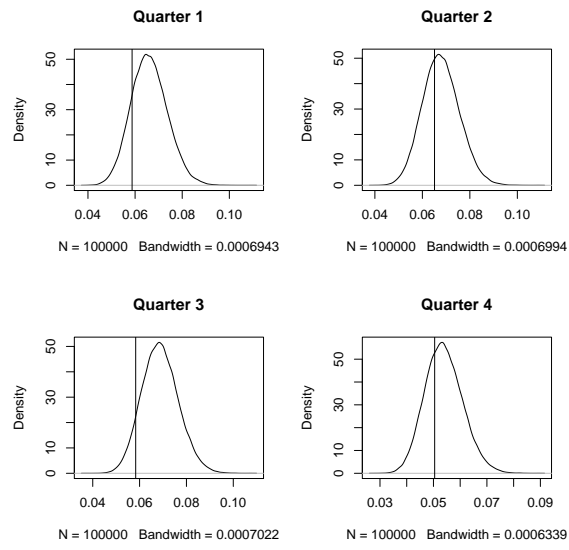 Quarter 1
Density
0 10 30 50
0.04 0.06 0.08 0.10
N = 100000 Bandwidth = 0.0006943
Quarter 2
Density
0 10 30 50
0.04 0.06 0.08 0.10
N = 100000 Bandwidth = 0.0006994
Quarter 3
Density
0 10 30 50
0.04 0.06 0.08 0.10
N = 100000 Bandwidth = 0.0007022
Quarter 4
Density
0 10 30 50
0.03 0.05 0.07 0.09
N = 100000 Bandwidth = 0.0006339